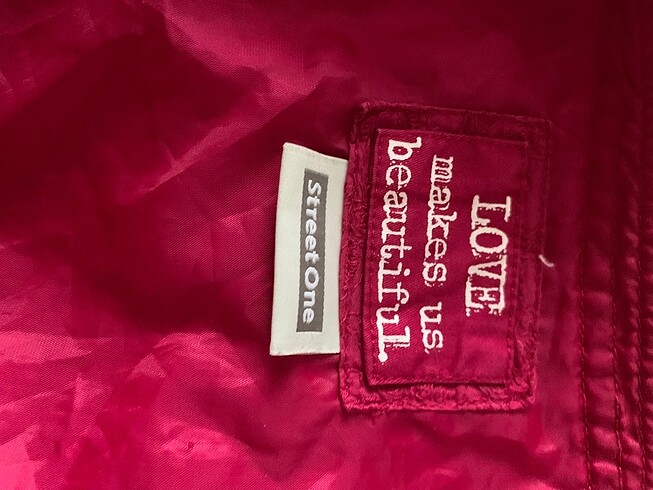 LOVE
makes us
beautiful.
Street One